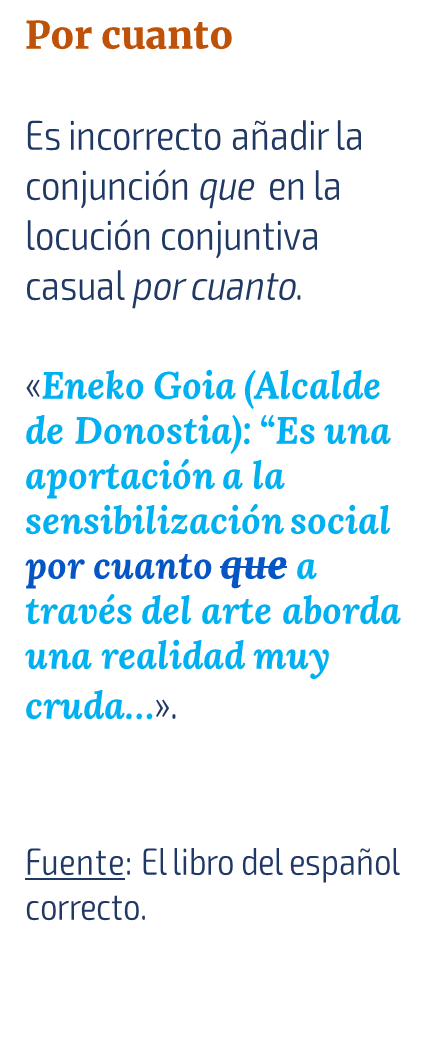 Por cuanto
Es incorrecto añadir la
conjunción que en la
locución conjuntiva
casual por cuanto.
«Eneko Goia (Alcalde
de Donostia): “Es una
aportación a la
sensibilización social
por cuanto que a
través del arte aborda
una realidad muy
cruda...».
Fuente: El libro del español
correcto.